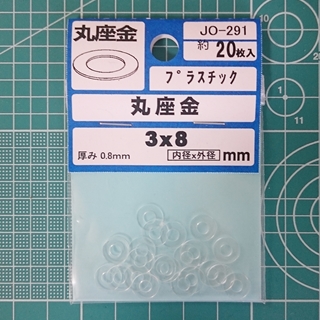 丸座金
JO-291
約20枚入
プラスチック
丸座金
3x8
厚み 0.8mm
内径x外径 mm